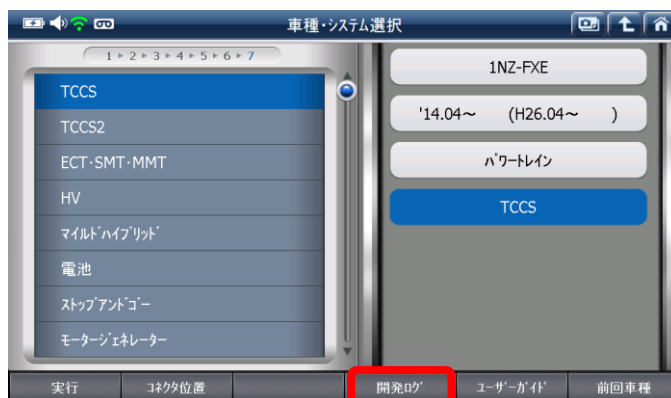 車種･システム選択
1 ▸ 2 ▸ 3 ▸ 4 ▸ 5 ▸ 6 ▸ 7
TCCS
TCCS2
ECT･SMT･MMT
HV
ﾏｲﾙﾄﾞﾊｲﾌﾞﾘｯﾄﾞ
電池
ｽﾄｯﾌﾟｱﾝﾄﾞｺﾞｰ
ﾓｰﾀｰｼﾞｪﾈﾚｰﾀｰ
1NZ-FXE
'14.04～ (H26.04～ )
ﾊﾟﾜｰﾄﾚｲﾝ
TCCS
実行 ｺﾈｸﾀ位置 開発ﾛｸﾞ ﾕｰｻﾞｰｶﾞｲﾄﾞ 前回車種